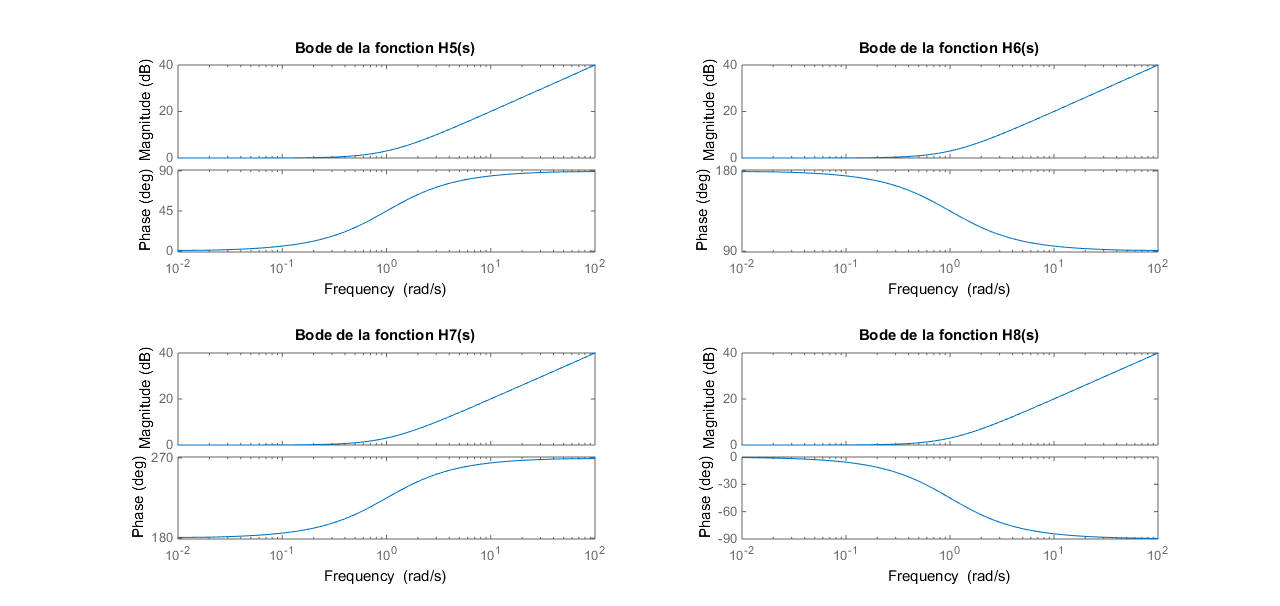 Bode de la fonction H5(s)
Magnitude (dB)
40
20
0
Phase (deg)
90
45
0
10^-2 10^-1 10^0 10^1 10^2
Frequency (rad/s)
Bode de la fonction H6(s)
Magnitude (dB)
40
20
0
Phase (deg)
180
90
10^-2 10^-1 10^0 10^1 10^2
Frequency (rad/s)
Bode de la fonction H7(s)
Magnitude (dB)
40
20
0
Phase (deg)
270
180
10^-2 10^-1 10^0 10^1 10^2
Frequency (rad/s)
Bode de la fonction H8(s)
Magnitude (dB)
40
20
0
Phase (deg)
0
-30
-60
-90
10^-2 10^-1 10^0 10^1 10^2
Frequency (rad/s)